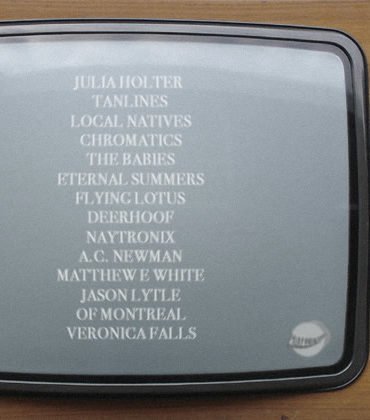 JULIA HOLTER
TANLINES
LOCAL NATIVES
CHROMATICS
THE BABIES
ETERNAL SUMMERS
FLYING LOTUS
DEERHOOF
NAYTRONIX
A.C. NEWMAN
MATTHEW E WHITE
JASON LYTLE
OF MONTREAL
VERONICA FALLS